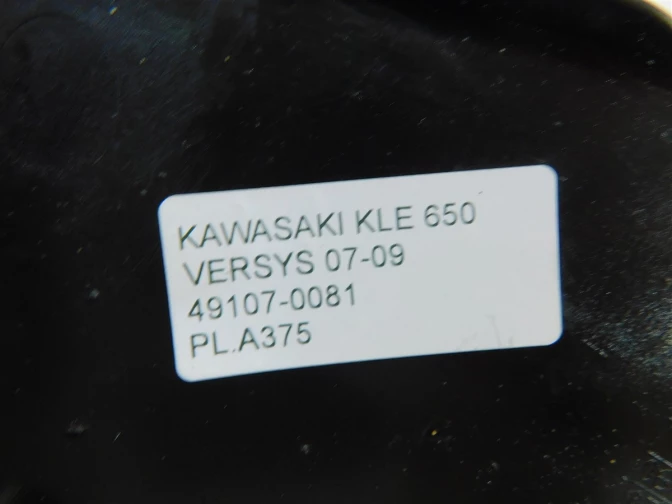 KAWASAKI KLE 650
VERSYS 07-09
49107-0081
PL.A375